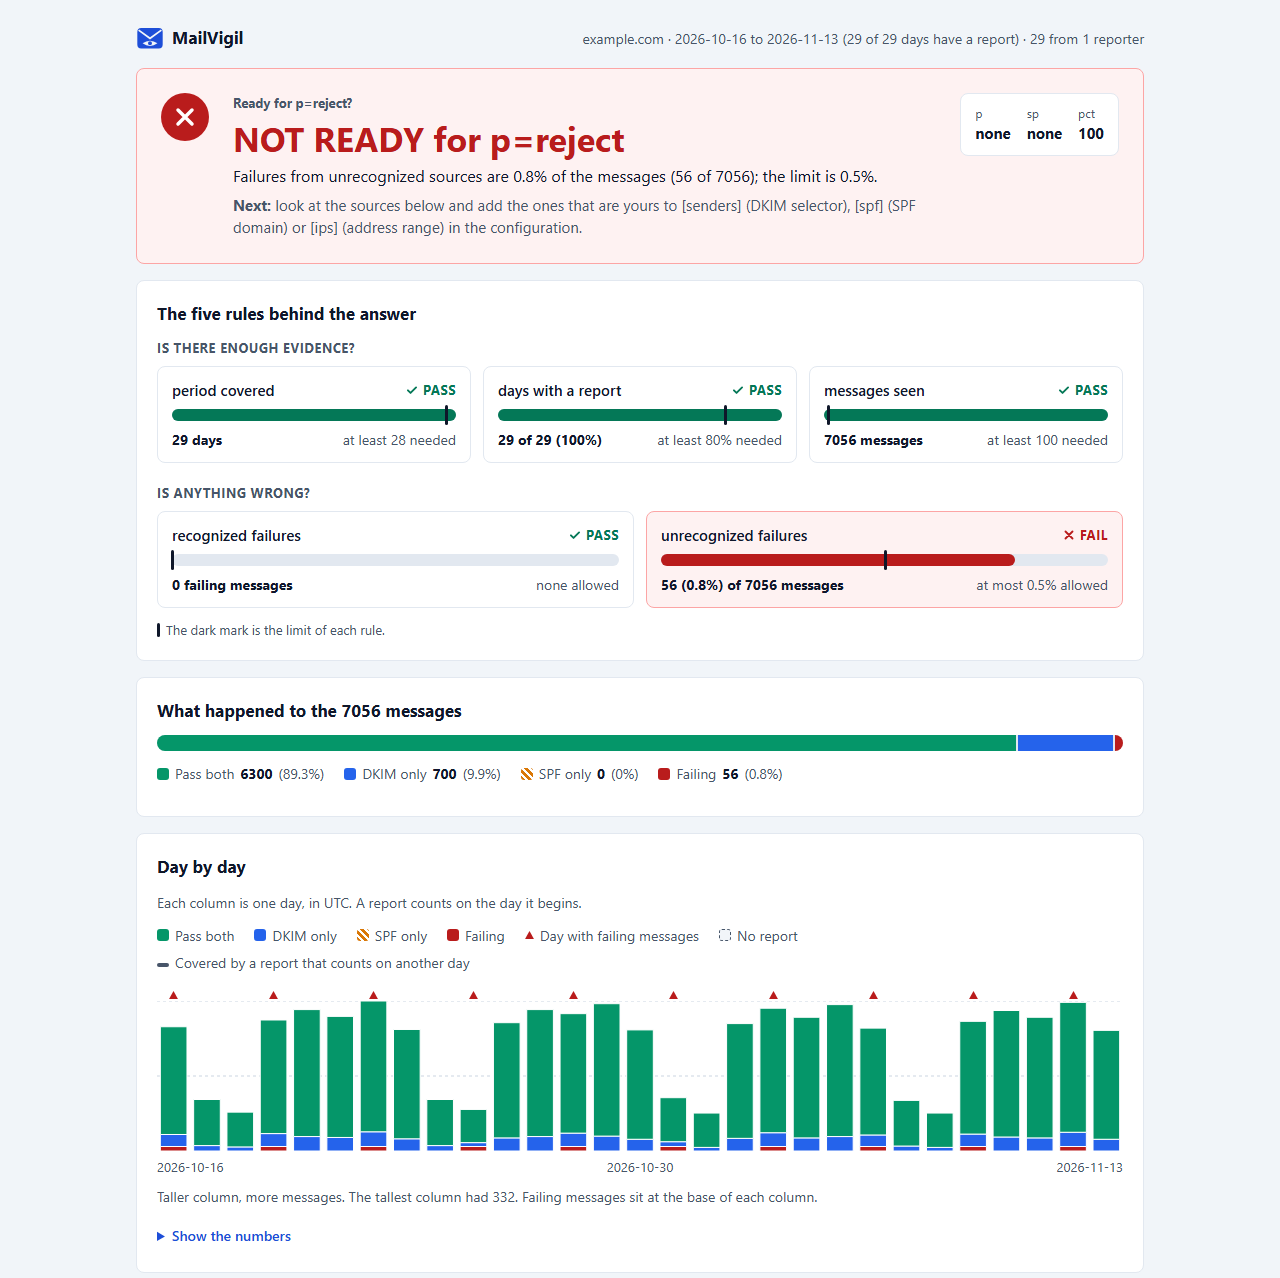 MailVigil
example.com · 2026-10-16 to 2026-11-13 (29 of 29 days have a report) · 29 from 1 reporter
Ready for p=reject?
NOT READY for p=reject
Failures from unrecognized sources are 0.8% of the messages (56 of 7056); the limit is 0.5%.
Next: look at the sources below and add the ones that are yours to [senders] (DKIM selector), [spf] (SPF
domain) or [ips] (address range) in the configuration.
p sp pct
none none 100
The five rules behind the answer
IS THERE ENOUGH EVIDENCE?
period covered PASS
29 days at least 28 needed
days with a report PASS
29 of 29 (100%) at least 80% needed
messages seen PASS
7056 messages at least 100 needed
IS ANYTHING WRONG?
recognized failures PASS
0 failing messages none allowed
unrecognized failures FAIL
56 (0.8%) of 7056 messages at most 0.5% allowed
The dark mark is the limit of each rule.
What happened to the 7056 messages
Pass both 6300 (89.3%) DKIM only 700 (9.9%) SPF only 0 (0%) Failing 56 (0.8%)
Day by day
Each column is one day, in UTC. A report counts on the day it begins.
Pass both DKIM only SPF only Failing Day with failing messages No report
Covered by a report that counts on another day
2026-10-16 2026-10-30 2026-11-13
Taller column, more messages. The tallest column had 332. Failing messages sit at the base of each column.
Show the numbers